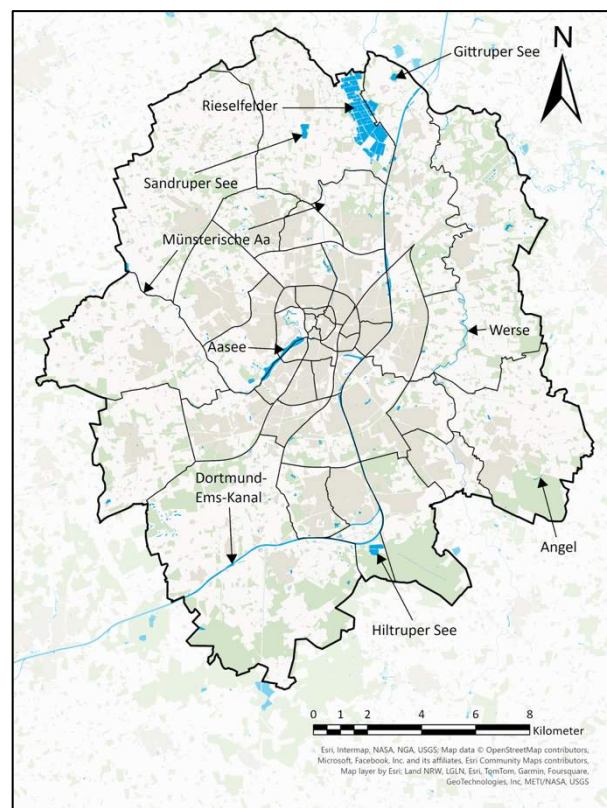 Gittruper See
N
Rieselfelder
Sandruper See
Münsterische Aa
Aasee
Werse
Dortmund-
Ems-Kanal
Angel
Hiltruper See
0 1 2 4 6 8
Kilometer
Esri, Intermap, NASA, NGA, USGS; Map data © OpenStreetMap contributors,
Microsoft, Facebook, Inc. and its affiliates, Esri Community Maps contributors,
Map layer by Esri; Land NRW, LGLN, Esri, TomTom, Garmin, Foursquare,
GeoTechnologies, Inc, METI/NASA, USGS